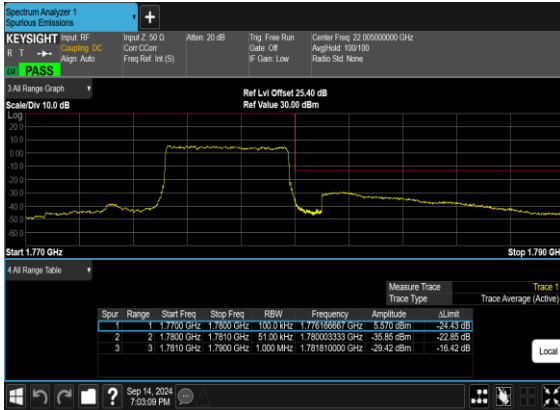 Spectrum Analyzer 1
Spurious Emissions
KEYSIGHT
R T
PASS
Input: RF
Coupling: DC
Align: Auto
Input Z: 50 Ω
Corr CCorr
Freq Ref: Int (S)
Atten: 20 dB
Trig: Free Run
Gate: Off
IF Gain: Low
Center Freq: 22.005000000 GHz
Avg|Hold: 100/100
Radio Std: None
3 All Range Graph
Scale/Div 10.0 dB
Ref Lvl Offset 25.40 dB
Ref Value 30.00 dBm
Log
20.0
10.0
0.00
-10.0
-20.0
-30.0
-40.0
-50.0
-60.0
Start 1.770 GHz
Stop 1.790 GH
4 All Range Table
Measure Trace Trace 1
Trace Type Trace Average (Active)
Spur Range Start Freq Stop Freq RBW Frequency Amplitude ΔLimit
1 1 1.7700 GHz 1.7800 GHz 100.0 kHz 1.776166667 GHz 5.570 dBm -24.43 dB
2 2 1.7800 GHz 1.7810 GHz 51.00 kHz 1.780003333 GHz -35.85 dBm -22.85 dB
3 3 1.7810 GHz 1.7900 GHz 1.000 MHz 1.781810000 GHz -29.42 dBm -16.42 dB
Local
Sep 14, 2024
7:03:09 PM